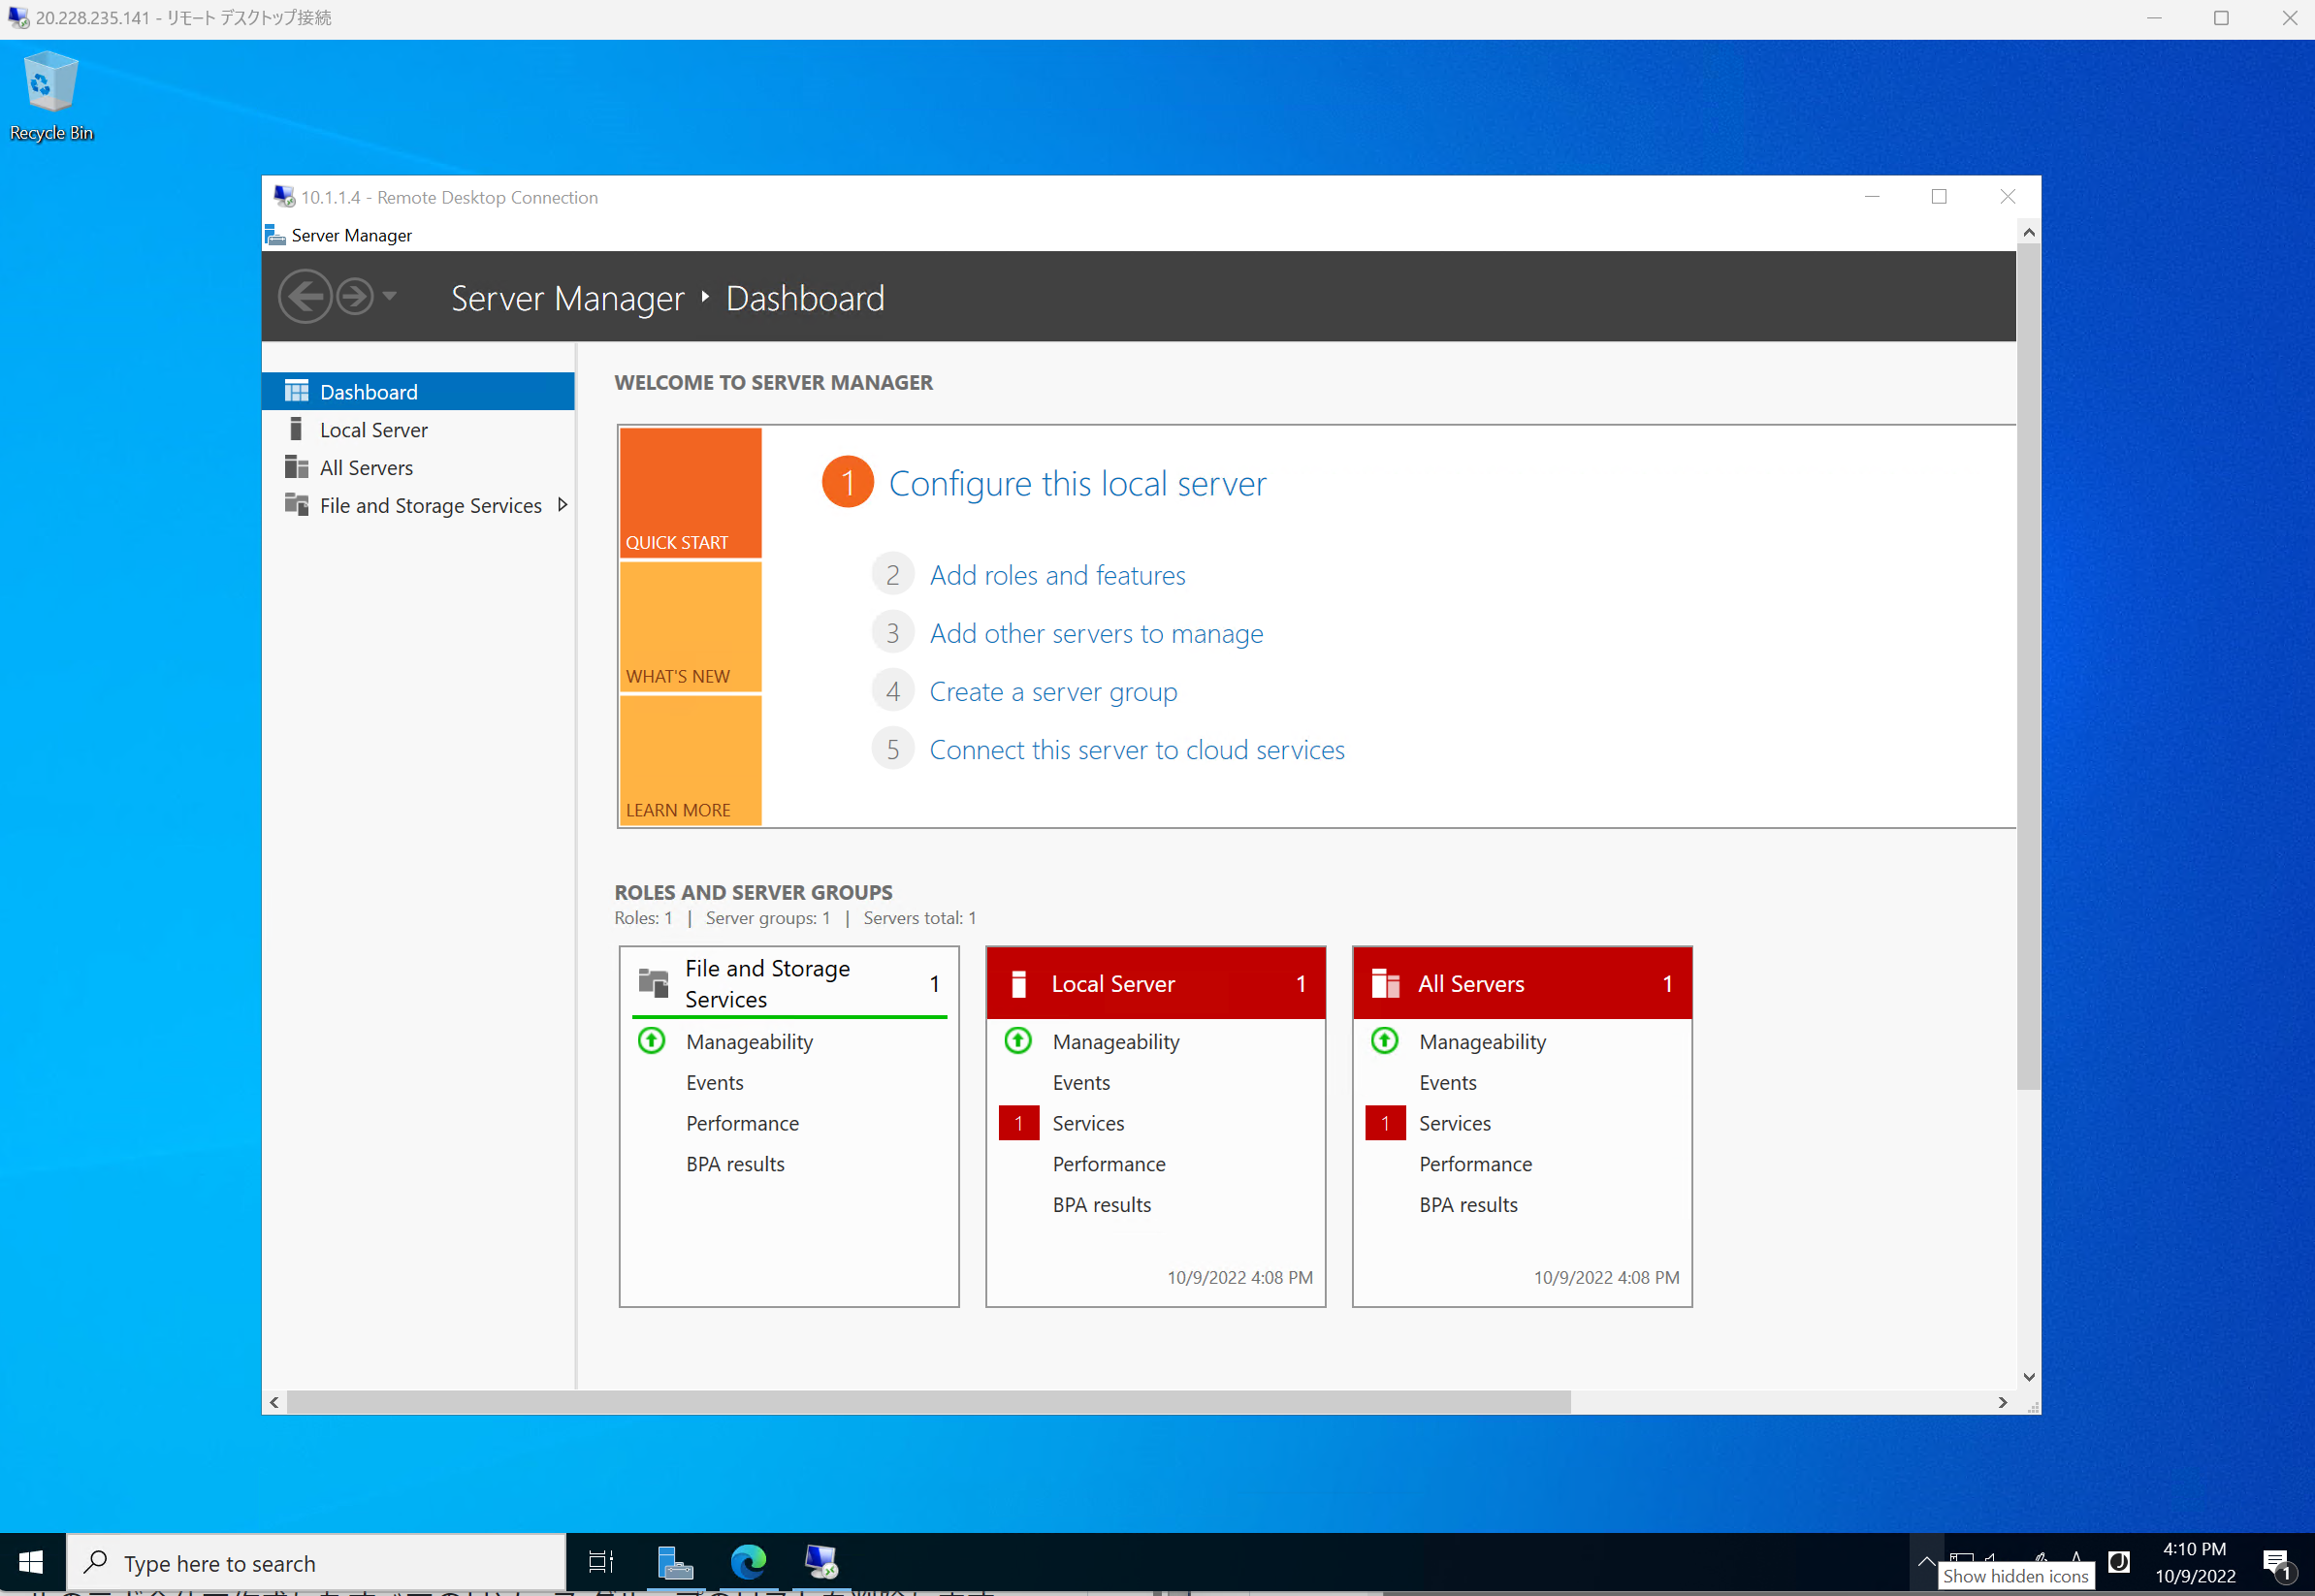 20.228.235.141 - リモート デスクトップ接続
Recycle Bin
10.1.1.4 - Remote Desktop Connection
Server Manager
Server Manager
Dashboard
Dashboard
Local Server
All Servers
File and Storage Services
WELCOME TO SERVER MANAGER
QUICK START
WHAT'S NEW
LEARN MORE
1 Configure this local server
2 Add roles and features
3 Add other servers to manage
4 Create a server group
5 Connect this server to cloud services
ROLES AND SERVER GROUPS
Roles: 1 | Server groups: 1 | Servers total: 1
File and Storage
Services
1
Manageability
Events
Performance
BPA results
Local Server 1
Manageability
Events
1 Services
Performance
BPA results
10/9/2022 4:08 PM
All Servers 1
Manageability
Events
1 Services
Performance
BPA results
10/9/2022 4:08 PM
Type here to search
Show hidden icons
4:10 PM
10/9/2022
1